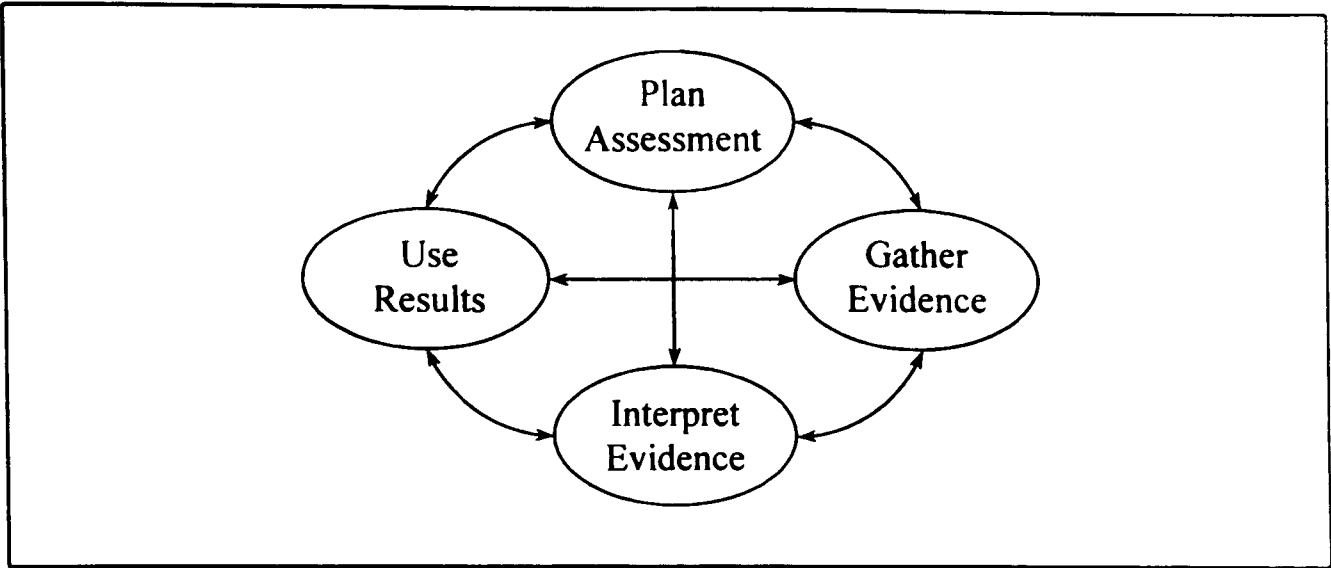 Plan
Assessment
Use
Results
Gather
Evidence
Interpret
Evidence